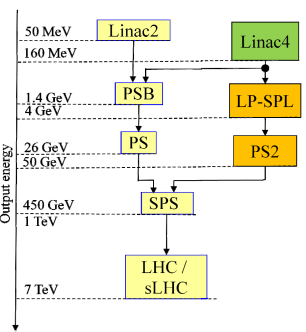 50 MeV
Linac2
Linac4
160 MeV
PSB
LP-SPL
1.4 GeV
4 GeV
PS
PS2
26 GeV
50 GeV
SPS
450 GeV
1 TeV
LHC /
sLHC
7 TeV
Output energy